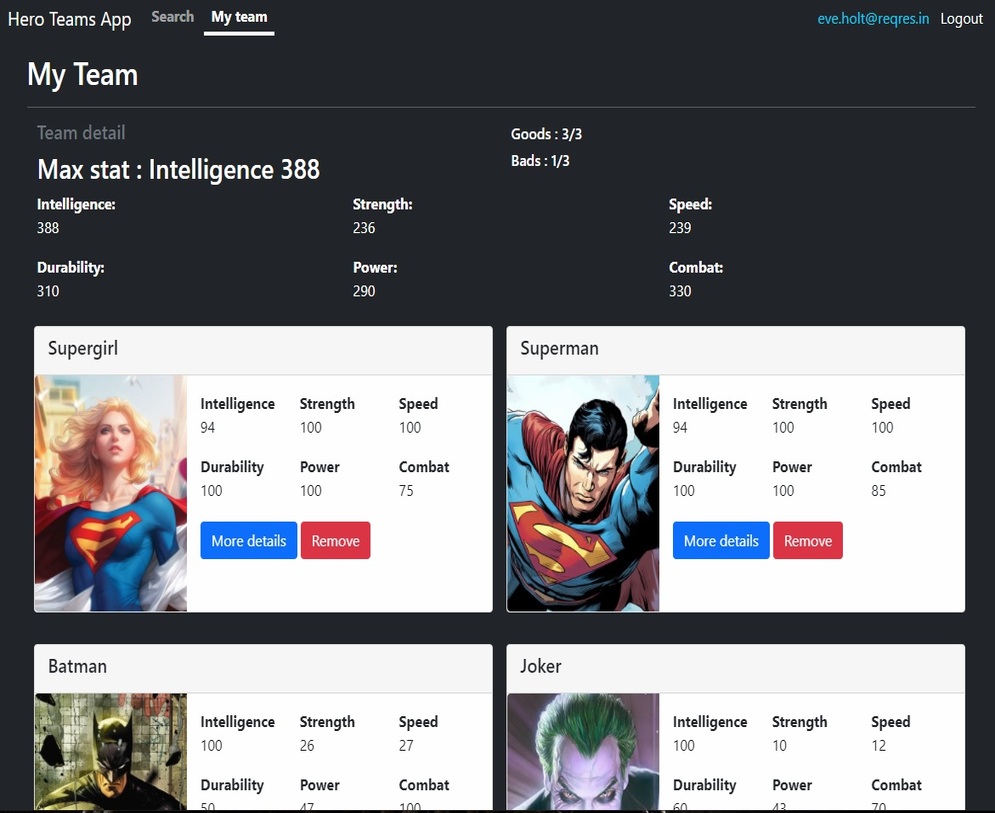 Hero Teams App Search My team eve.holt@reqres.in Logout
My Team
Team detail
Max stat : Intelligence 388
Goods : 3/3
Bads : 1/3
Intelligence: Strength: Speed:
388 236 239
Durability: Power: Combat:
310 290 330
Supergirl
Intelligence Strength Speed
94 100 100
Durability Power Combat
100 100 75
More details Remove
Superman
Intelligence Strength Speed
94 100 100
Durability Power Combat
100 100 85
More details Remove
Batman
Intelligence Strength Speed
100 26 27
Durability Power Combat
50 47 100
Joker
Intelligence Strength Speed
100 10 12
Durability Power Combat
60 43 70